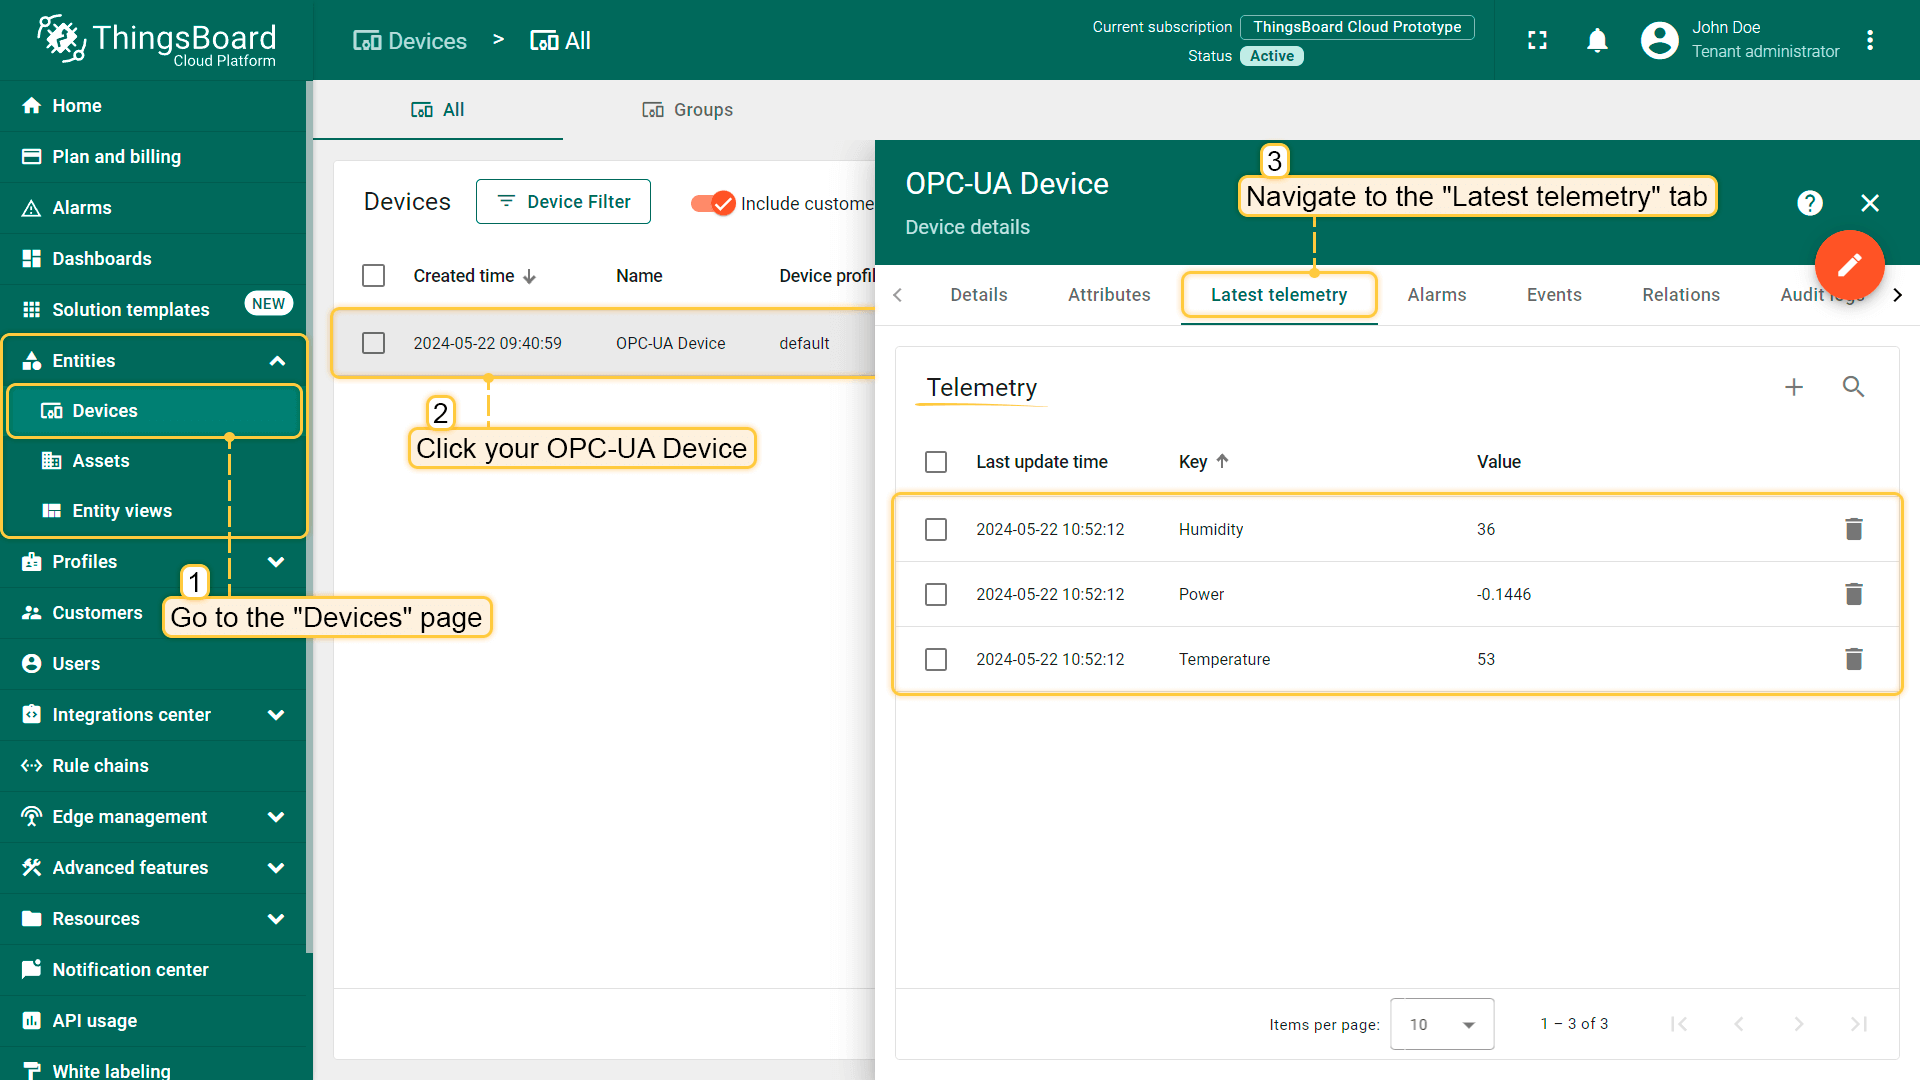 ThingsBoard
Cloud Platform
Devices > All
Current subscription ThingsBoard Cloud Prototype
Status Active
John Doe
Tenant administrator
Home
Plan and billing
Alarms
Dashboards
Solution templates NEW
Entities
Devices
Assets
Entity views
Profiles
Customers
Users
Integrations center
Rule chains
Edge management
Advanced features
Resources
Notification center
API usage
White labeling
1
Go to the "Devices" page
All Groups
Devices Device Filter Include custome
Created time Name Device profil
2024-05-22 09:40:59 OPC-UA Device default
2
Click your OPC-UA Device
OPC-UA Device
Device details
3
Navigate to the "Latest telemetry" tab
Details Attributes Latest telemetry Alarms Events Relations Audit logs
Telemetry
Last update time Key Value
2024-05-22 10:52:12 Humidity 36
2024-05-22 10:52:12 Power -0.1446
2024-05-22 10:52:12 Temperature 53
Items per page: 10 1 – 3 of 3